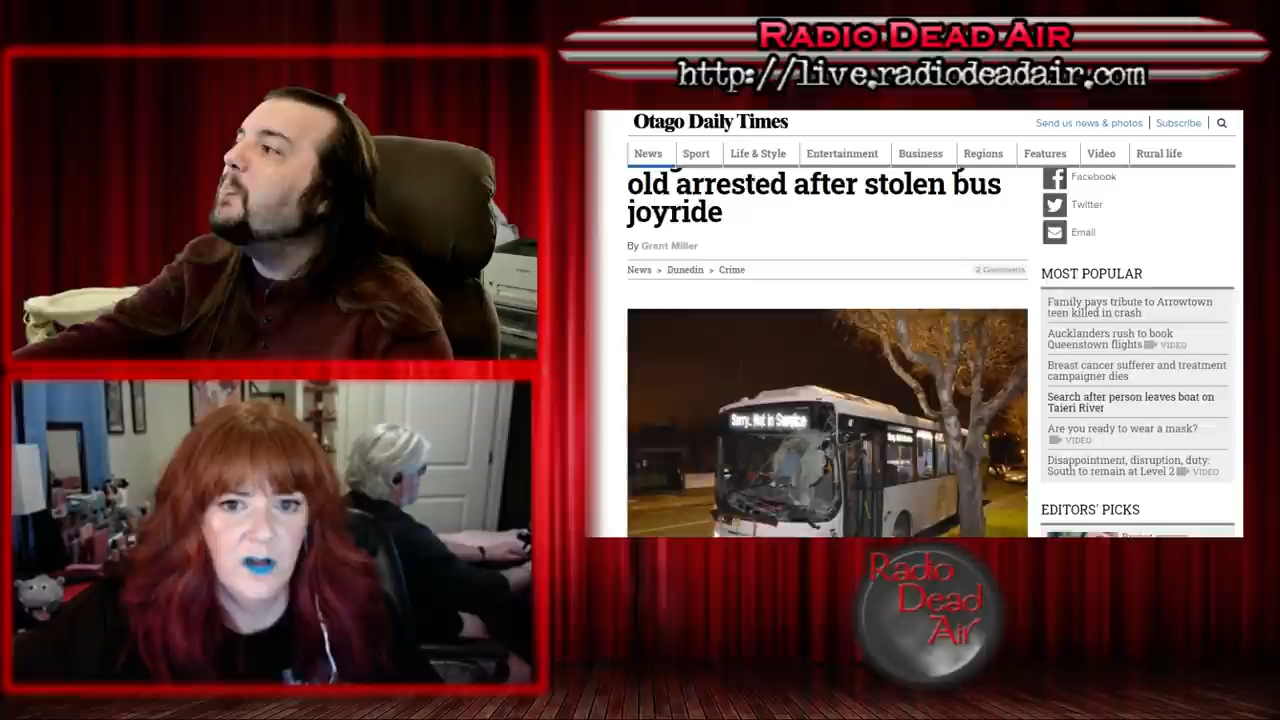 RADIO DEAD AIR
http://live.radiodeadair.com
Otago Daily Times
Send us news & photos | Subscribe
News Sport Life & Style Entertainment Business Regions Features Video Rural life
old arrested after stolen bus
joyride
By Grant Miller
News > Dunedin > Crime
2 Comments
Sorry, Not in Service
Facebook
Twitter
Email
MOST POPULAR
Family pays tribute to Arrowtown
teen killed in crash
Aucklanders rush to book
Queenstown flights VIDEO
Breast cancer sufferer and treatment
campaigner dies
Search after person leaves boat on
Taieri River
Are you ready to wear a mask?
VIDEO
Disappointment, disruption, duty:
South to remain at Level 2 VIDEO
EDITORS' PICKS
Radio
Dead
Air